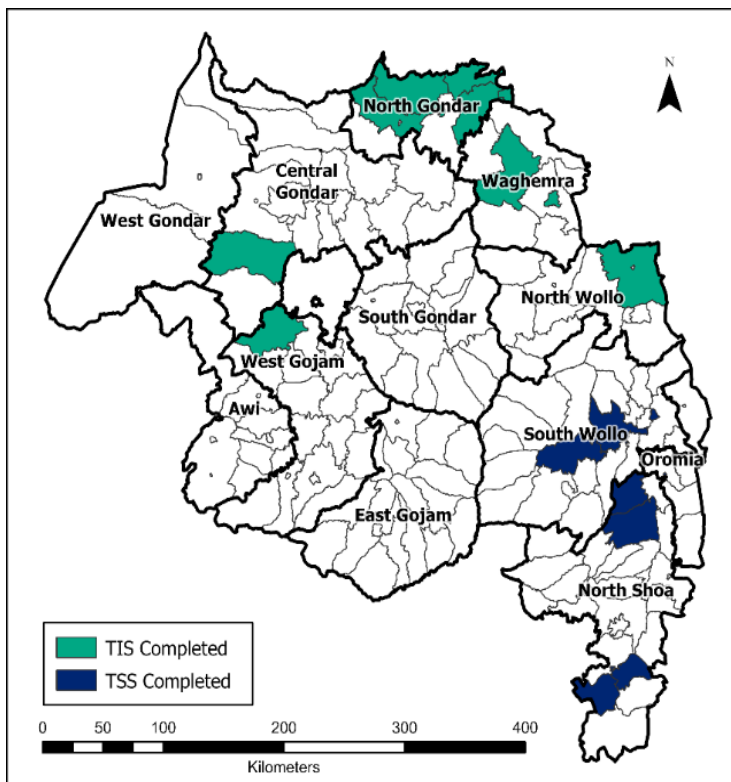 N
North Gondar
Central
Gondar
Waghemra
West Gondar
North Wollo
South Gondar
West Gojam
Awi
South Wollo
Oromia
East Gojam
North Shoa
TIS Completed
TSS Completed
0 50 100 200 300 400
Kilometers